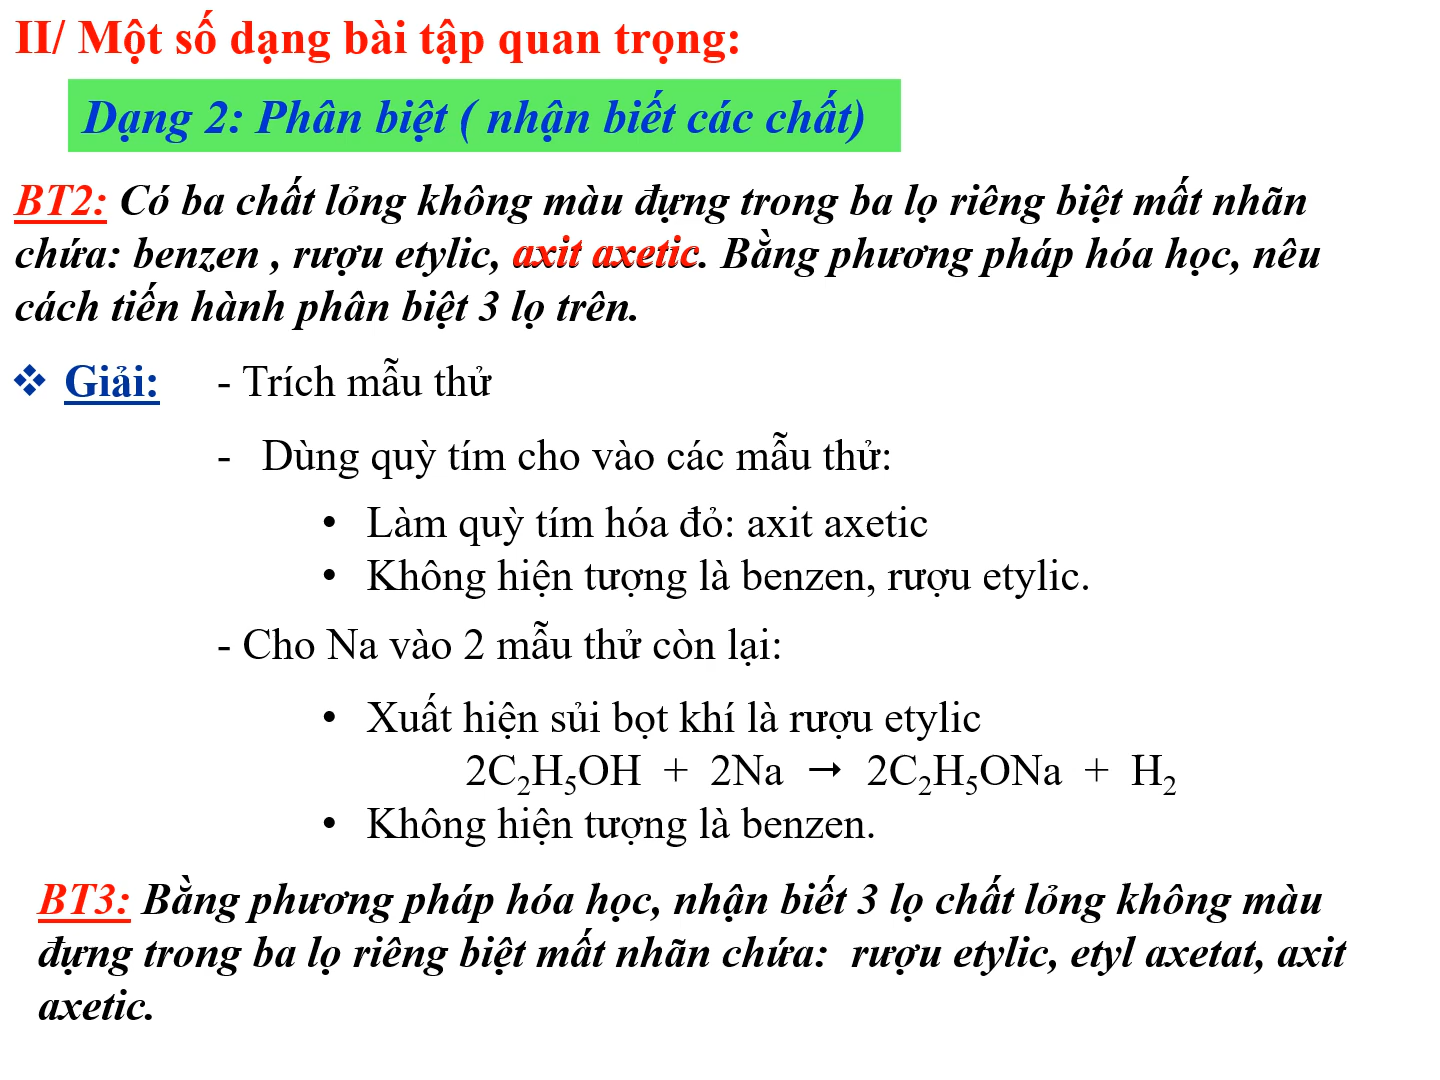 II/ Một số dạng bài tập quan trọng:
Dạng 2: Phân biệt ( nhận biết các chất)
BT2: Có ba chất lỏng không màu đựng trong ba lọ riêng biệt mất nhãn
chứa: benzen , rượu etylic, axit axetic. Bằng phương pháp hóa học, nêu
cách tiến hành phân biệt 3 lọ trên.
❖ Giải: - Trích mẫu thử
- Dùng quỳ tím cho vào các mẫu thử:
• Làm quỳ tím hóa đỏ: axit axetic
• Không hiện tượng là benzen, rượu etylic.
- Cho Na vào 2 mẫu thử còn lại:
• Xuất hiện sủi bọt khí là rượu etylic
2C₂H₅OH + 2Na → 2C₂H₅ONa + H₂
• Không hiện tượng là benzen.
BT3: Bằng phương pháp hóa học, nhận biết 3 lọ chất lỏng không màu
đựng trong ba lọ riêng biệt mất nhãn chứa: rượu etylic, etyl axetat, axit
axetic.